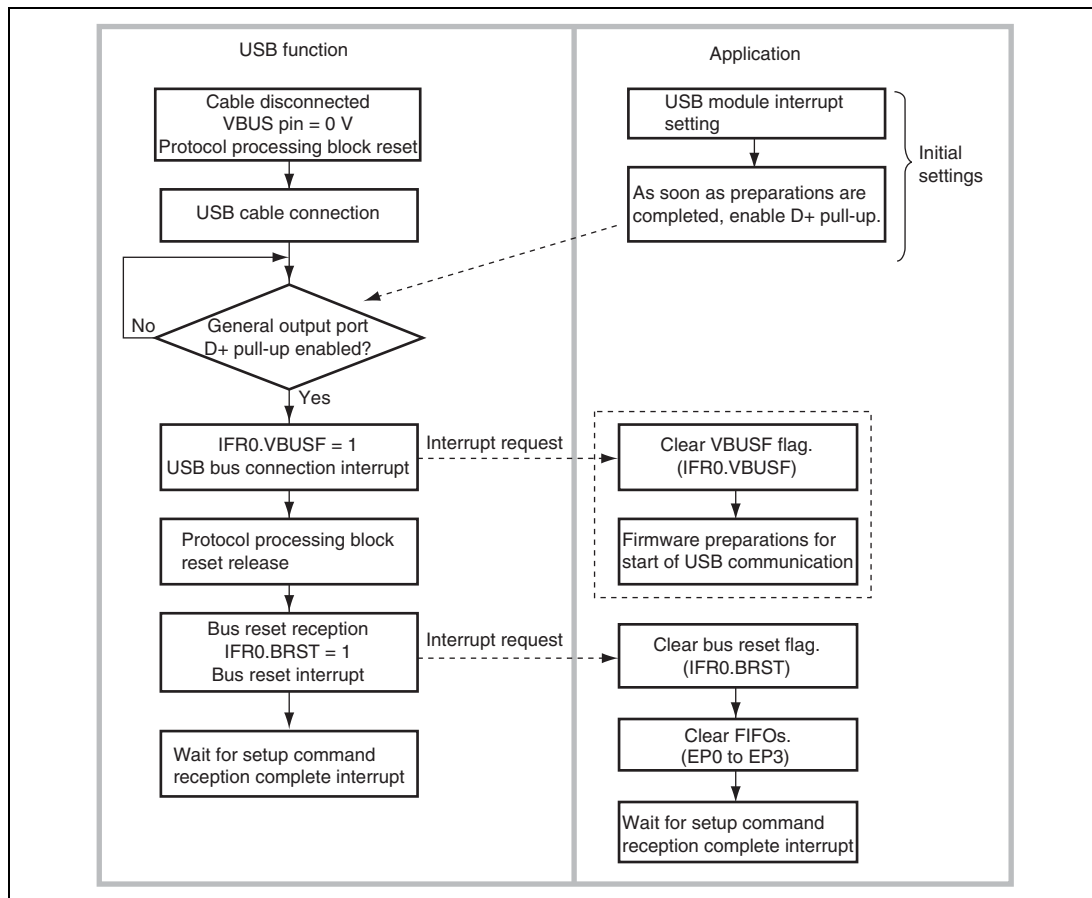 USB function
Cable disconnected
VBUS pin = 0 V
Protocol processing block reset
USB cable connection
No
General output port
D+ pull-up enabled?
Yes
IFR0.VBUSF = 1
USB bus connection interrupt
Interrupt request
Protocol processing block
reset release
Bus reset reception
IFR0.BRST = 1
Bus reset interrupt
Interrupt request
Wait for setup command
reception complete interrupt
Application
USB module interrupt
setting
As soon as preparations are
completed, enable D+ pull-up.
Initial
settings
Clear VBUSF flag.
(IFR0.VBUSF)
Firmware preparations for
start of USB communication
Clear bus reset flag.
(IFR0.BRST)
Clear FIFOs.
(EP0 to EP3)
Wait for setup command
reception complete interrupt